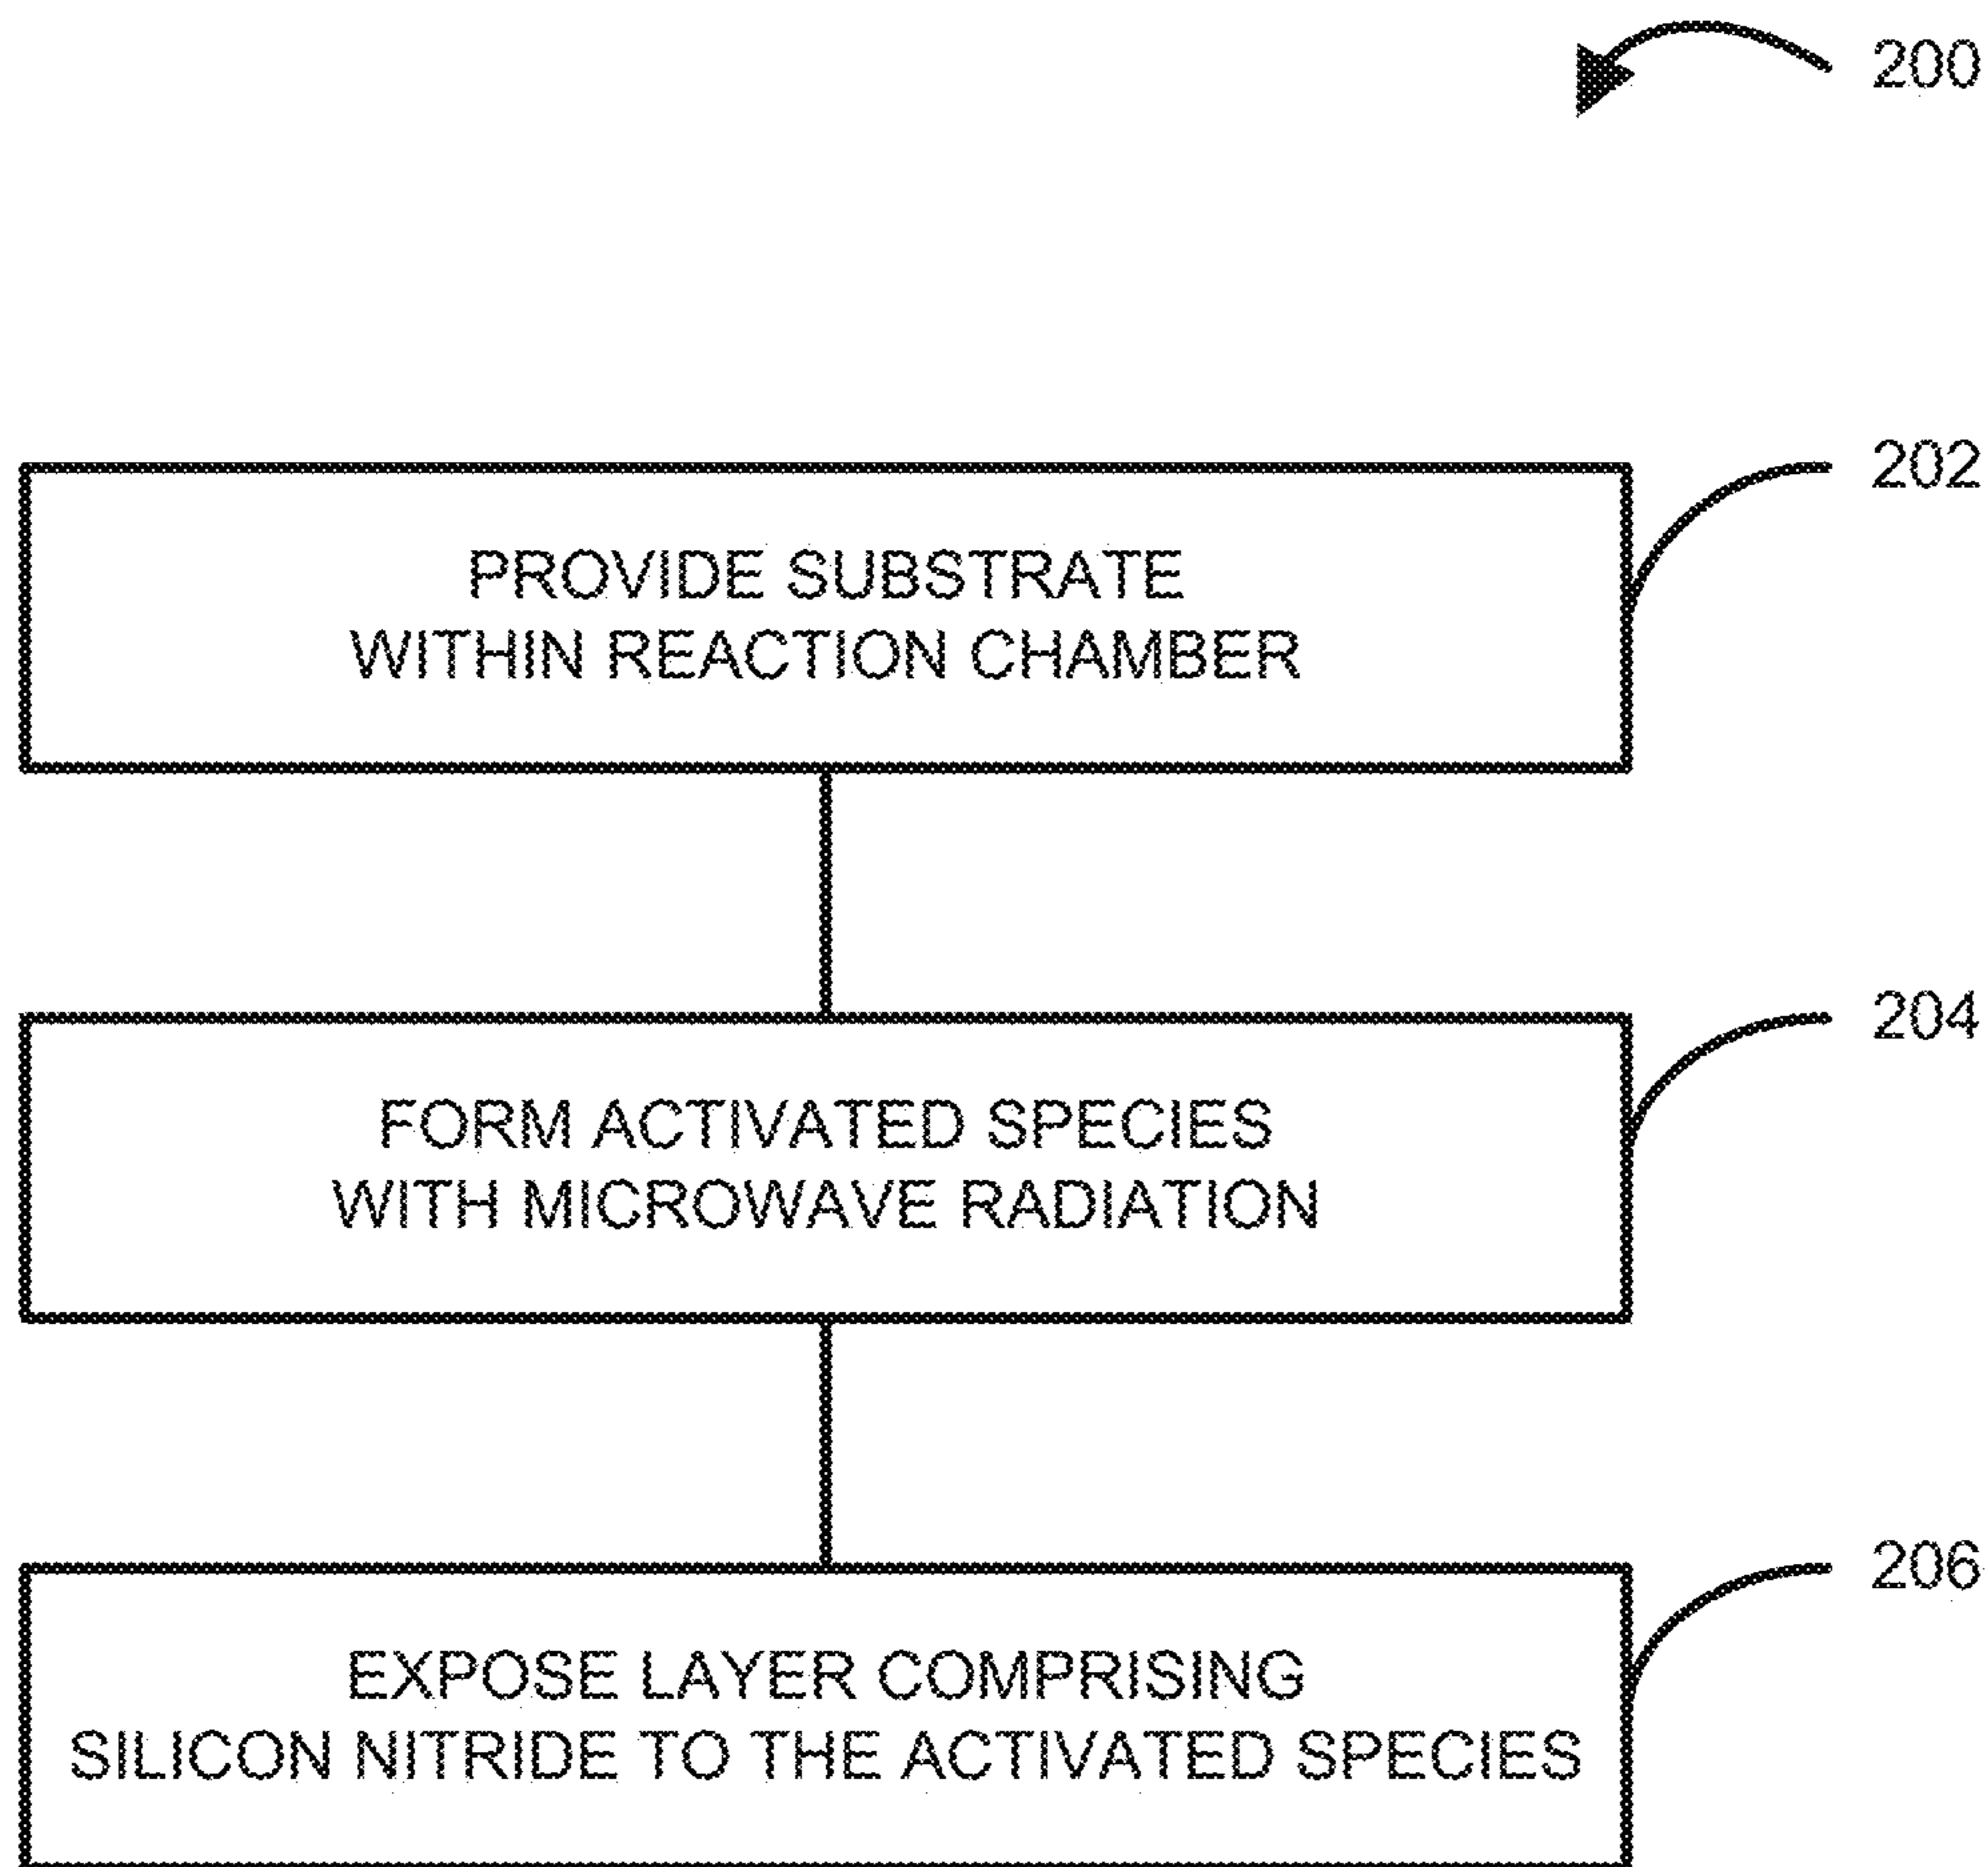 200
202
PROVIDE SUBSTRATE
WITHIN REACTION CHAMBER
204
FORM ACTIVATED SPECIES
WITH MICROWAVE RADIATION
206
EXPOSE LAYER COMPRISING
SILICON NITRIDE TO THE ACTIVATED SPECIES